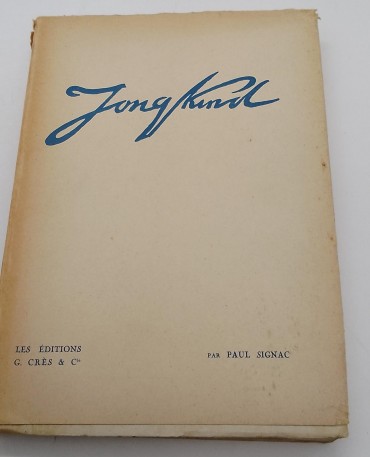 Jongkind
LES ÉDITIONS
G. CRÈS & Cie
PAR PAUL SIGNAC